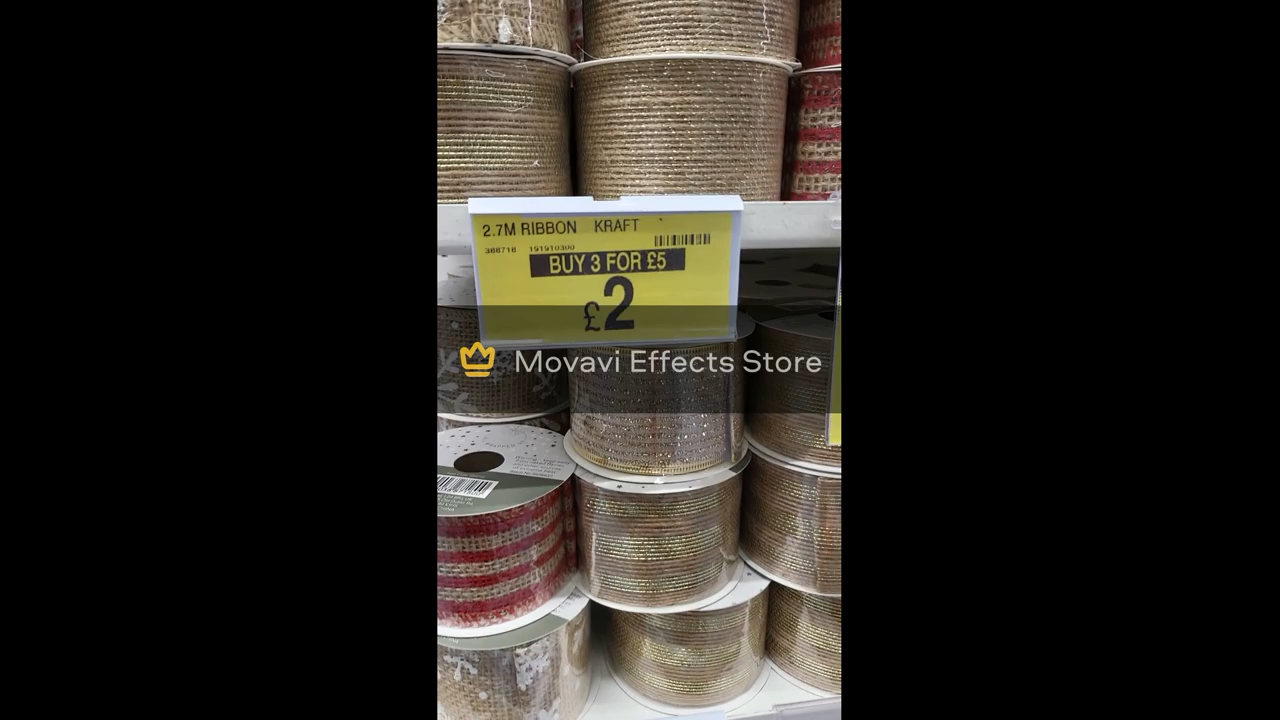 2.7M RIBBON KRAFT
BUY 3 FOR £5
£2
Movavi Effects Store